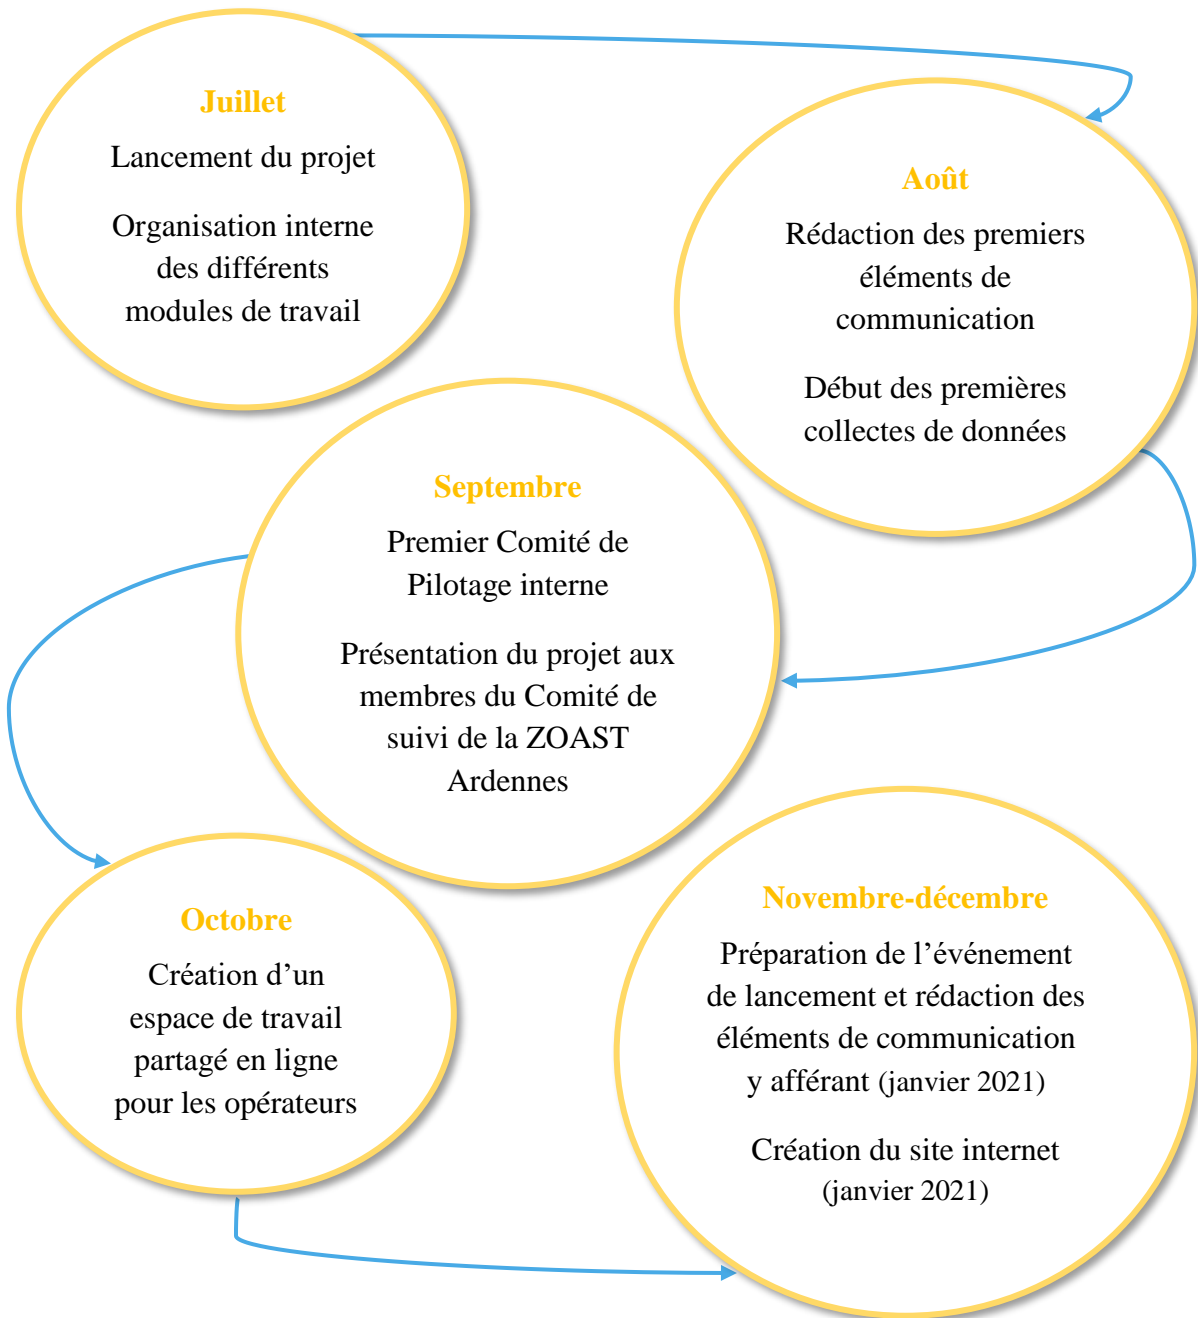 Juillet
Lancement du projet
Organisation interne
des différents
modules de travail
Août
Rédaction des premiers
éléments de
communication
Début des premières
collectes de données
Septembre
Premier Comité de
Pilotage interne
Présentation du projet aux
membres du Comité de
suivi de la ZOAST
Ardennes
Octobre
Création d’un
espace de travail
partagé en ligne
pour les opérateurs
Novembre-décembre
Préparation de l’événement
de lancement et rédaction des
éléments de communication
y afférant (janvier 2021)
Création du site internet
(janvier 2021)